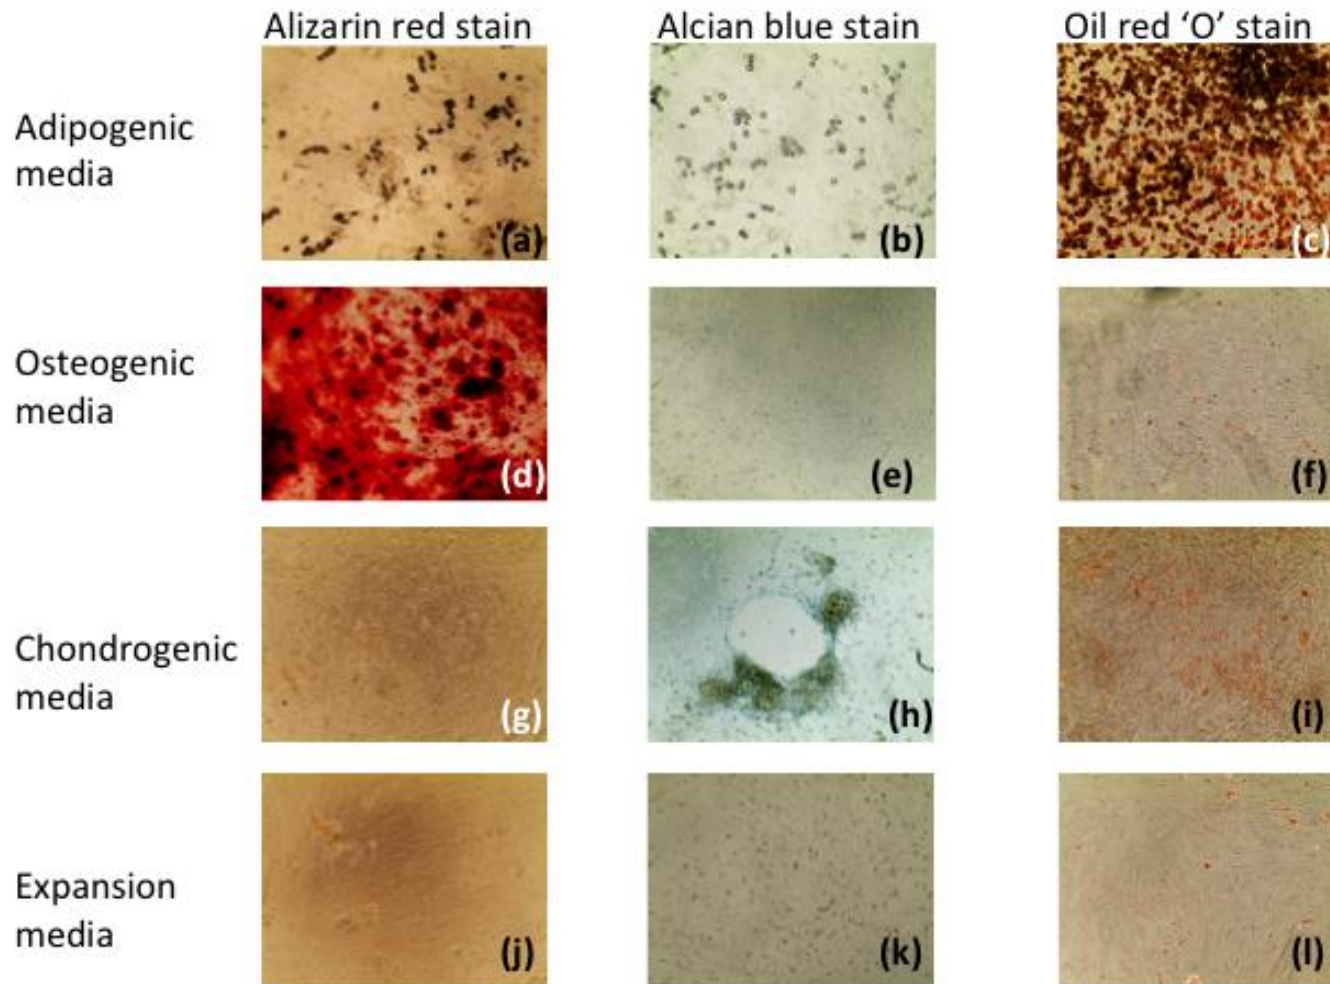 Alizarin red stain
Alcian blue stain
Oil red ‘O’ stain
Adipogenic
media
(a)
(b)
(c)
Osteogenic
media
(d)
(e)
(f)
Chondrogenic
media
(g)
(h)
(i)
Expansion
media
(j)
(k)
(l)